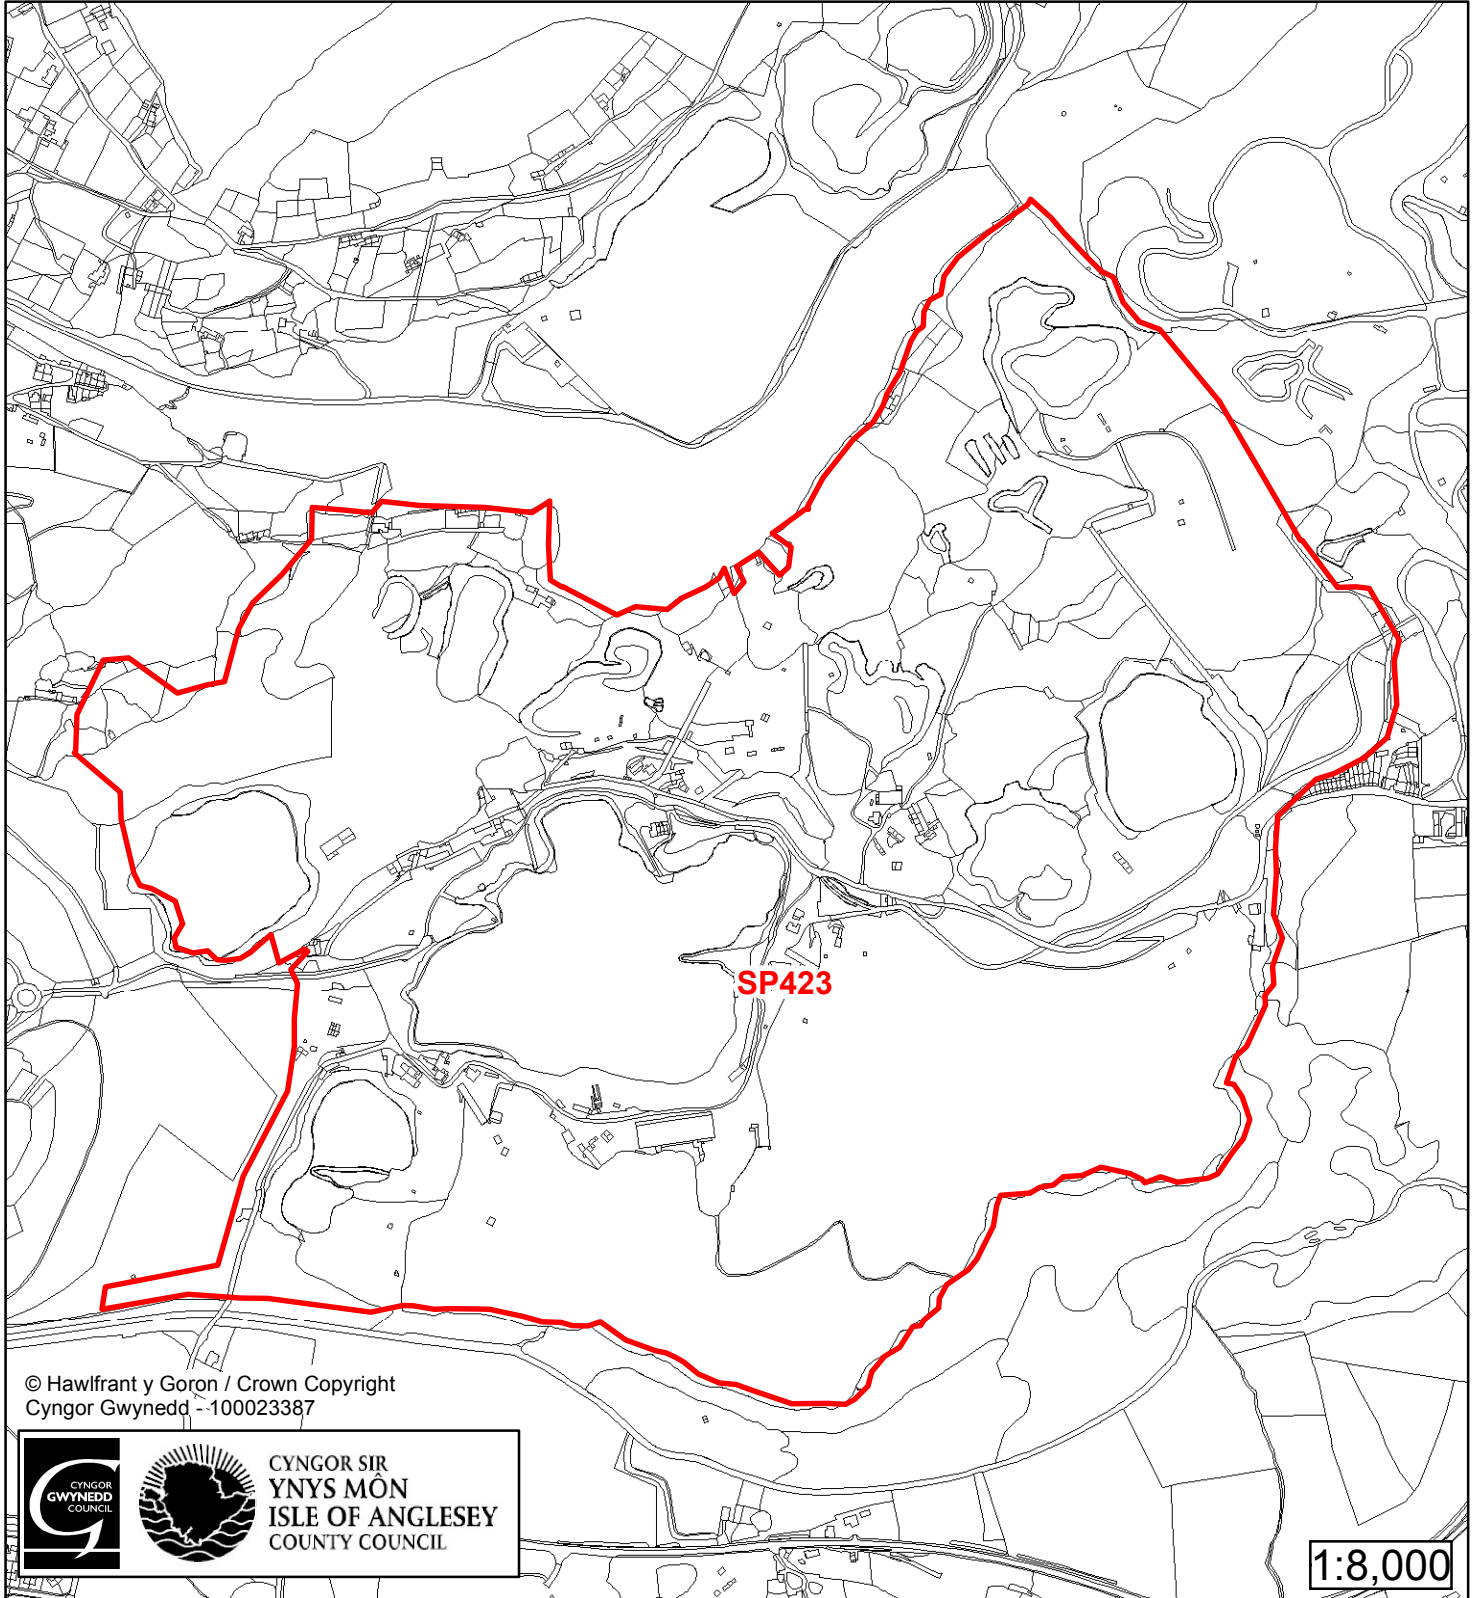 SP423
© Hawlfrant y Goron / Crown Copyright
Cyngor Gwynedd - 100023387
CYNGOR
GWYNEDD
COUNCIL
CYNGOR SIR
YNYS MÔN
ISLE OF ANGLESEY
COUNTY COUNCIL
1:8,000